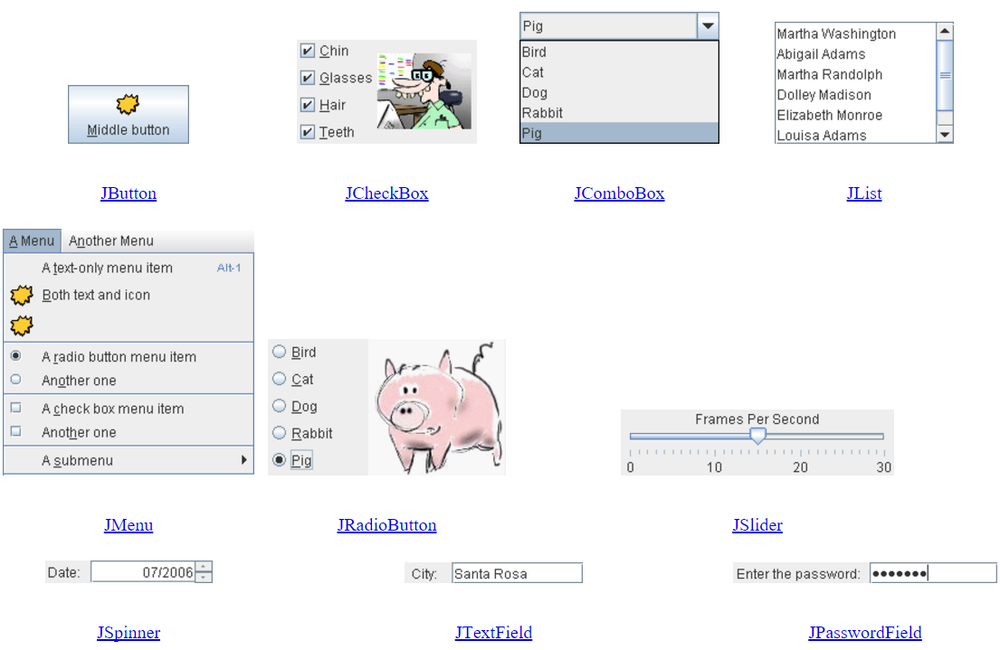 Middle button
Chin
Glasses
Hair
Teeth
Pig
Bird
Cat
Dog
Rabbit
Pig
Martha Washington
Abigail Adams
Martha Randolph
Dolley Madison
Elizabeth Monroe
Louisa Adams
JButton JCheckBox JComboBox JList
A Menu Another Menu
A text-only menu item Alt-1
Both text and icon
A radio button menu item
Another one
A check box menu item
Another one
A submenu
Bird
Cat
Dog
Rabbit
Pig
Frames Per Second
0 10 20 30
JMenu JRadioButton JSlider
Date: 07/2006
City: Santa Rosa
Enter the password: •••••••
JSpinner JTextField JPasswordField